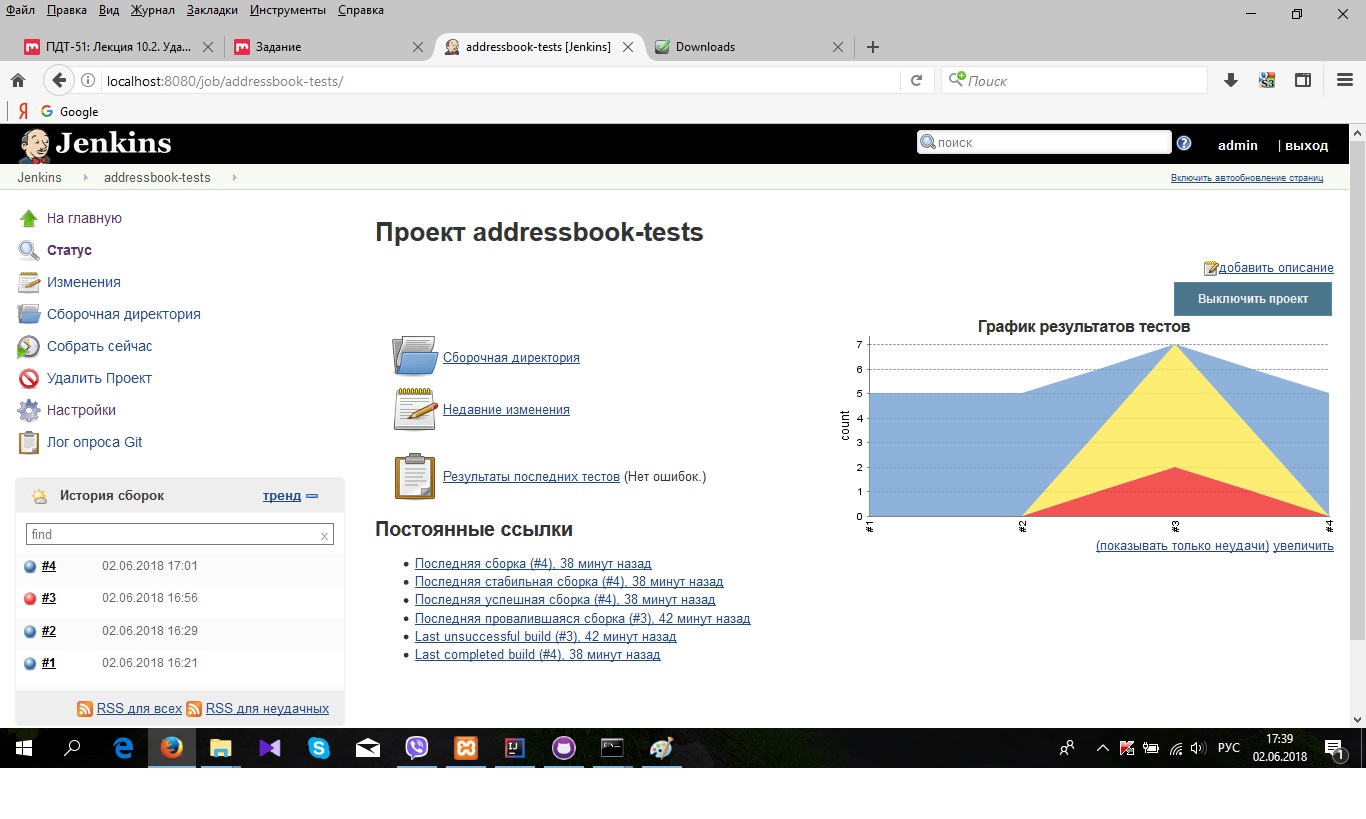 Файл Правка Вид Журнал Закладки Инструменты Справка
ПДТ-51: Лекция 10.2. Уда...
Задание
addressbook-tests [Jenkins]
Downloads
localhost:8080/job/addressbook-tests/
Поиск
Я
Google
Jenkins
поиск
admin
| выход
Jenkins
addressbook-tests
Включить автообновление страниц
На главную
Статус
Изменения
Сборочная директория
Собрать сейчас
Удалить Проект
Настройки
Лог опроса Git
История сборок
тренд
find
x
#4 02.06.2018 17:01
#3 02.06.2018 16:56
#2 02.06.2018 16:29
#1 02.06.2018 16:21
RSS для всех RSS для неудачных
Проект addressbook-tests
добавить описание
Выключить проект
Сборочная директория
Недавние изменения
Результаты последних тестов (Нет ошибок.)
График результатов тестов
count
7
6
5
4
3
2
1
0
#1
#2
#3
#4
(показывать только неудачи) увеличить
Постоянные ссылки
Последняя сборка (#4), 38 минут назад
Последняя стабильная сборка (#4), 38 минут назад
Последняя успешная сборка (#4), 38 минут назад
Последняя провалившаяся сборка (#3), 42 минут назад
Last unsuccessful build (#3), 42 минут назад
Last completed build (#4), 38 минут назад
РУС
17:39
02.06.2018
1